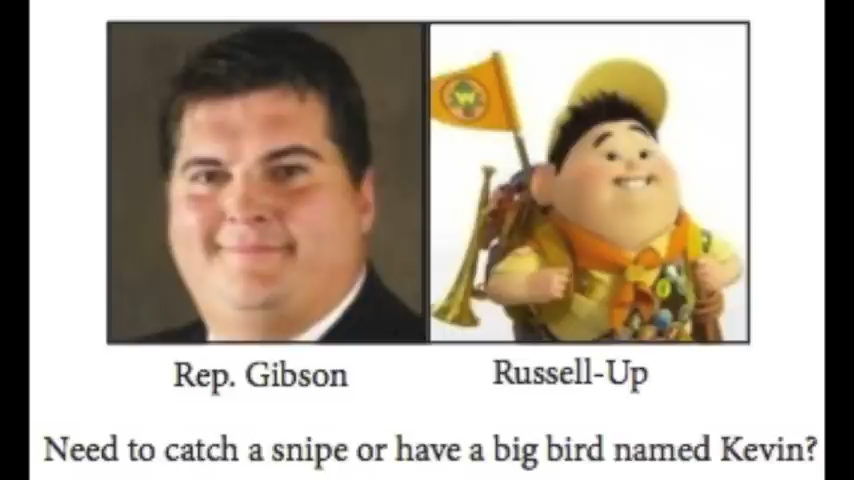 W
Rep. Gibson
Russell-Up
Need to catch a snipe or have a big bird named Kevin?